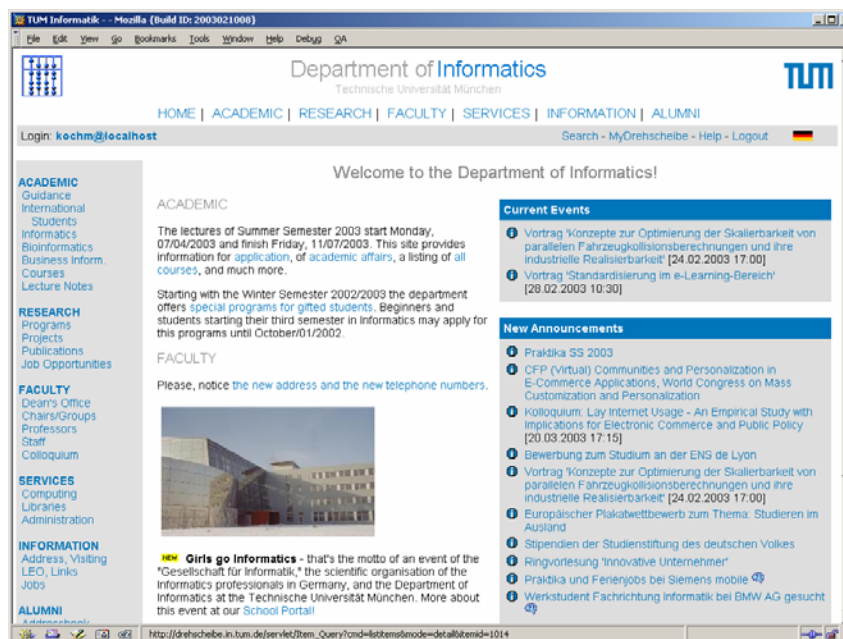 TUM Informatik - - Mozilla {Build ID: 2003021008}
File Edit View Go Bookmarks Tools Window Help Debug QA
Department of Informatics
Technische Universität München
TUM
HOME | ACADEMIC | RESEARCH | FACULTY | SERVICES | INFORMATION | ALUMNI
Login: kochm@localhost
Search - MyDrehscheibe - Help - Logout
ACADEMIC
Guidance
International
Students
Informatics
Bioinformatics
Business Inform.
Courses
Lecture Notes
RESEARCH
Programs
Projects
Publications
Job Opportunities
FACULTY
Dean's Office
Chairs/Groups
Professors
Staff
Colloquium
SERVICES
Computing
Libraries
Administration
INFORMATION
Address, Visiting
LEO, Links
Jobs
ALUMNI
Addressbook
Welcome to the Department of Informatics!
ACADEMIC
The lectures of Summer Semester 2003 start Monday,
07/04/2003 and finish Friday, 11/07/2003. This site provides
information for application, of academic affairs, a listing of all
courses, and much more.
Starting with the Winter Semester 2002/2003 the department
offers special programs for gifted students. Beginners and
students starting their third semester in Informatics may apply for
this programs until October/01/2002.
FACULTY
Please, notice the new address and the new telephone numbers.
NEW Girls go Informatics - that's the motto of an event of the
"Gesellschaft für Informatik," the scientific organisation of the
Informatics professionals in Germany, and the Department of
Informatics at the Technische Universität München. More about
this event at our School Portal!
Current Events
Vortrag 'Konzepte zur Optimierung der Skalierbarkeit von
parallelen Fahrzeugkollisionsberechnungen und ihre
industrielle Realisierbarkeit' [24.02.2003 17:00]
Vortrag 'Standardisierung im e-Learning-Bereich'
[28.02.2003 10:30]
New Announcements
Praktika SS 2003
CFP (Virtual) Communities and Personalization in
E-Commerce Applications, World Congress on Mass
Customization and Personalization
Kolloquium: Lay Internet Usage - An Empirical Study with
Implications for Electronic Commerce and Public Policy
[20.03.2003 17:15]
Bewerbung zum Studium an der ENS de Lyon
Vortrag 'Konzepte zur Optimierung der Skalierbarkeit von
parallelen Fahrzeugkollisionsberechnungen und ihre
industrielle Realisierbarkeit' [24.02.2003 17:00]
Europäischer Plakatwettbewerb zum Thema: Studieren im
Ausland
Stipendien der Studienstiftung des deutschen Volkes
Ringvorlesung 'Innovative Unternehmer'
Praktika und Ferienjobs bei Siemens mobile
Werkstudent Fachrichtung Informatik bei BMW AG gesucht
http://drehscheibe.in.tum.de/servlet/Item_Query?cmd=listitems&mode=detail&itemid=1014